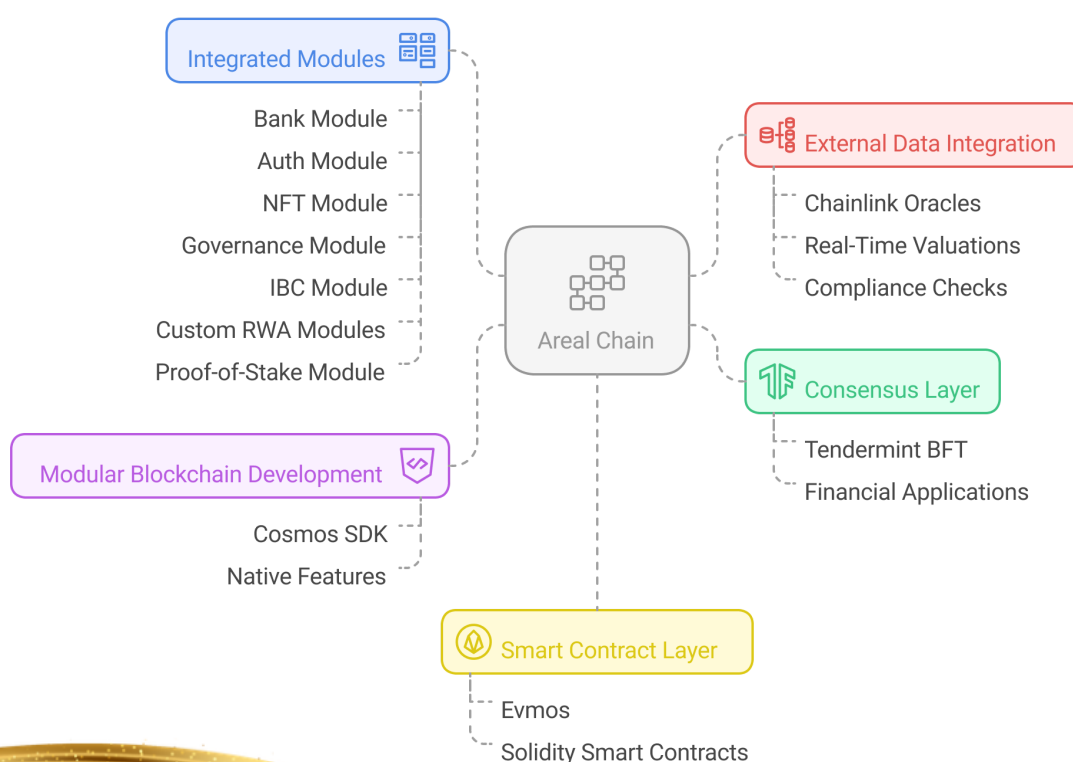 Integrated Modules
Bank Module
Auth Module
NFT Module
Governance Module
IBC Module
Custom RWA Modules
Proof-of-Stake Module
Modular Blockchain Development
Cosmos SDK
Native Features
Areal Chain
External Data Integration
Chainlink Oracles
Real-Time Valuations
Compliance Checks
Consensus Layer
Tendermint BFT
Financial Applications
Smart Contract Layer
Evmos
Solidity Smart Contracts